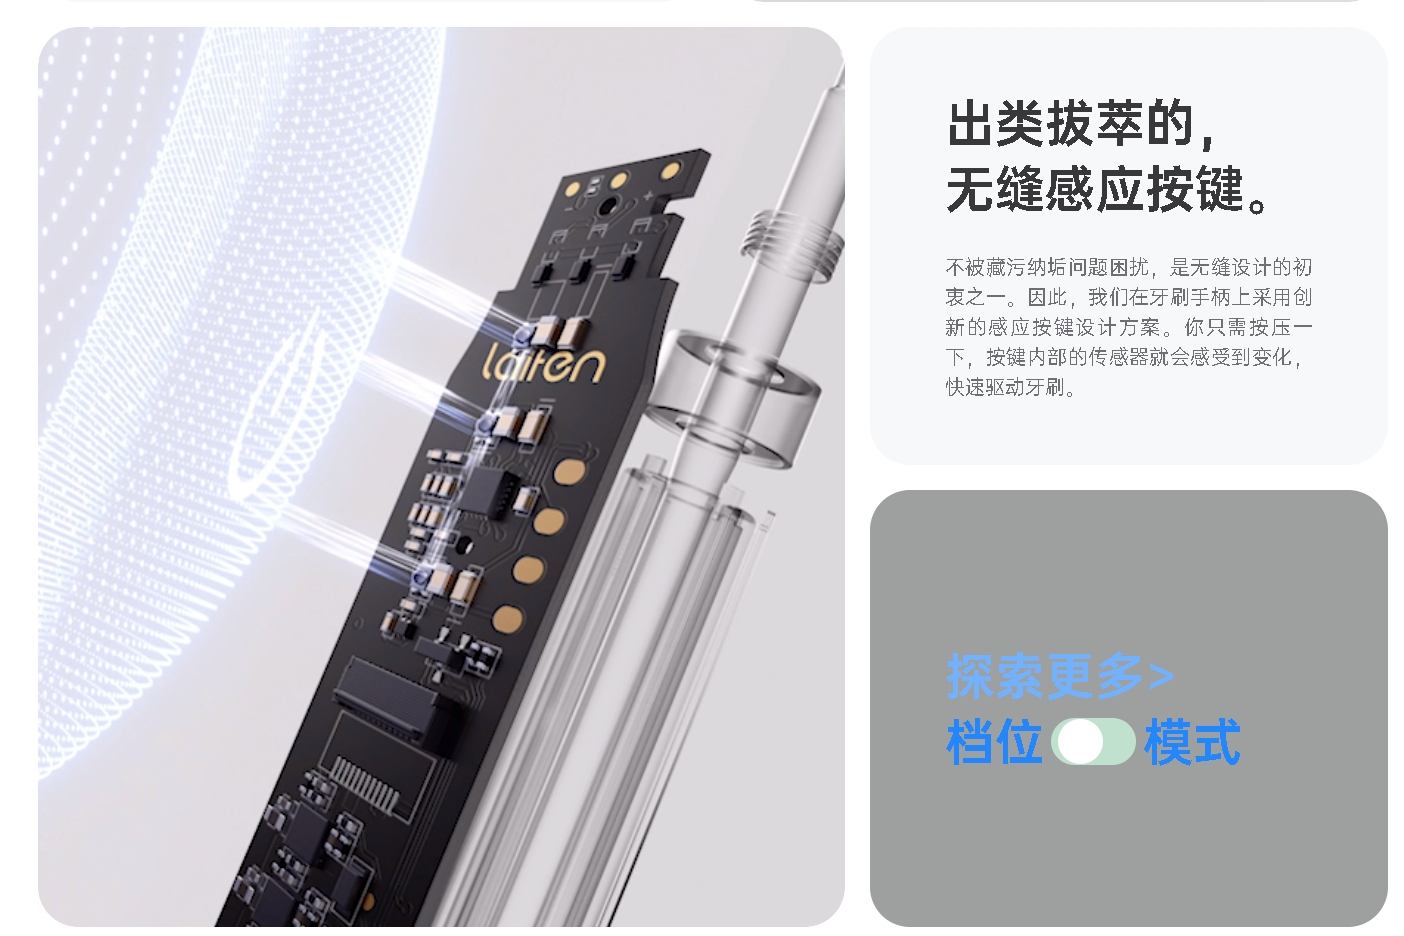 laifen
出类拔萃的，
无缝感应按键。
不被藏污纳垢问题困扰，是无缝设计的初
衷之一。因此，我们在牙刷手柄上采用创
新的感应按键设计方案。你只需按压一
下，按键内部的传感器就会感受到变化，
快速驱动牙刷。
探索更多>
档位 模式